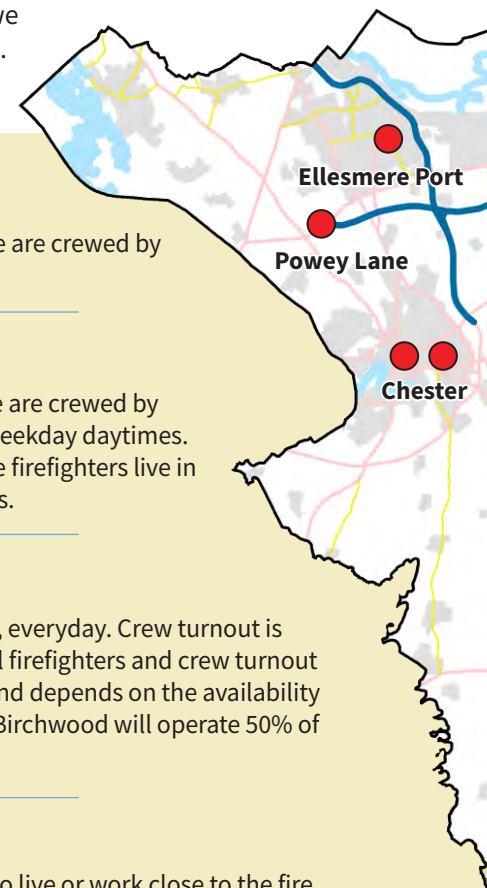 we
.
e are crewed by
e are crewed by
eekday daytimes.
e firefighters live in
s.
, everyday. Crew turnout is
l firefighters and crew turnout
nd depends on the availability
Birchwood will operate 50% of
o live or work close to the fire
Ellesmere Port
Powey Lane
Chester